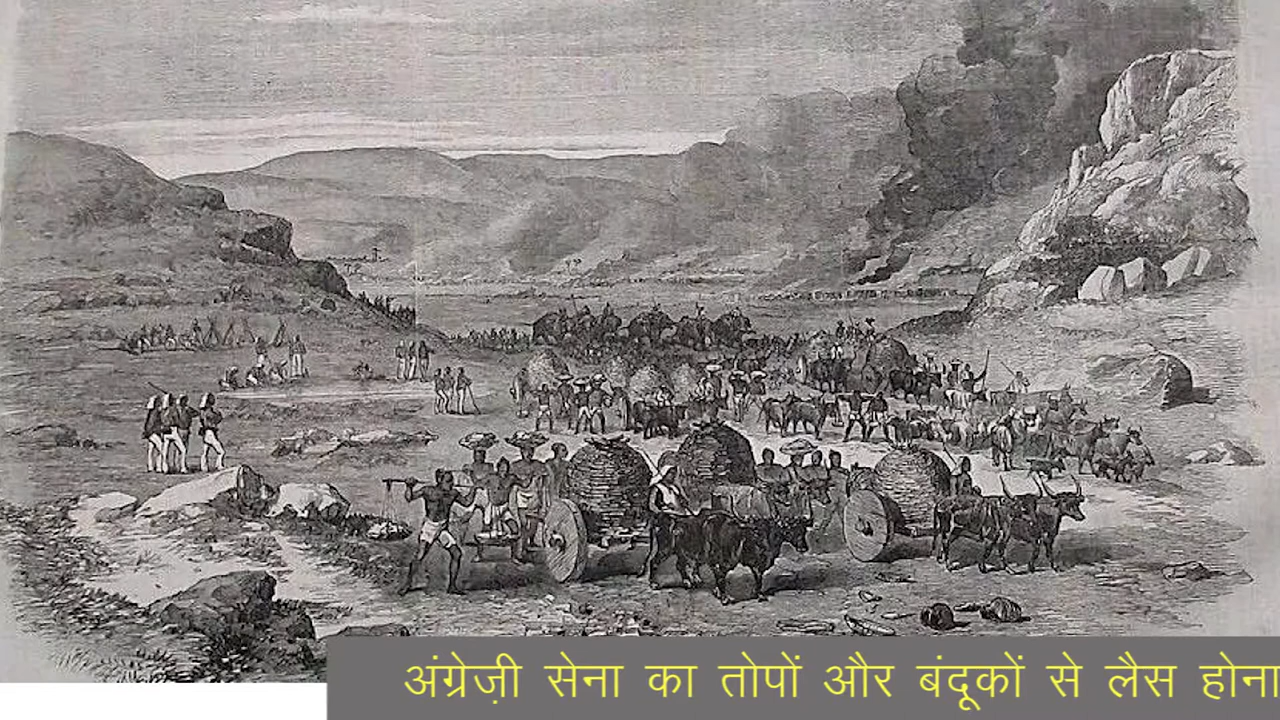 अंग्रेज़ी सेना का तोपों और बंदूकों से लैस होना